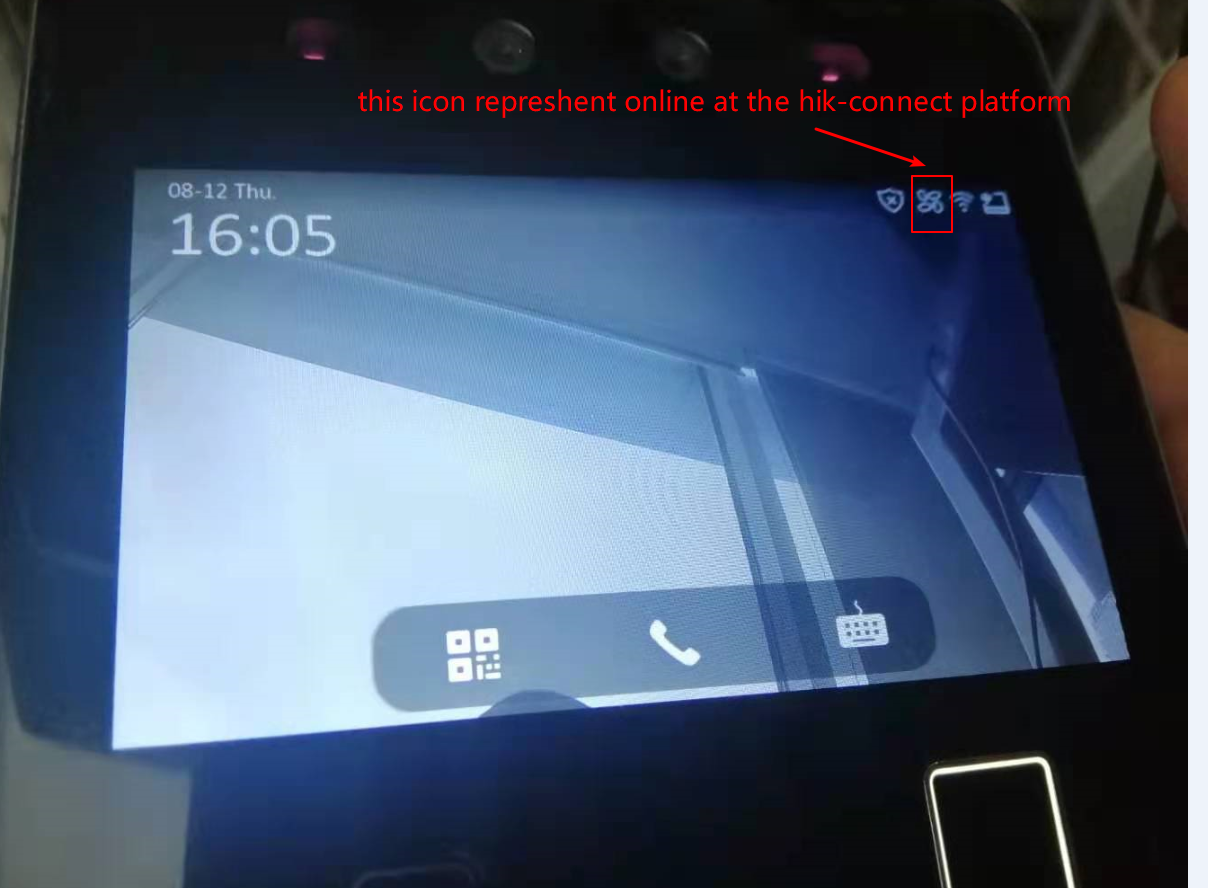 this icon represhent online at the hik-connect platform
08-12 Thu.
16:05